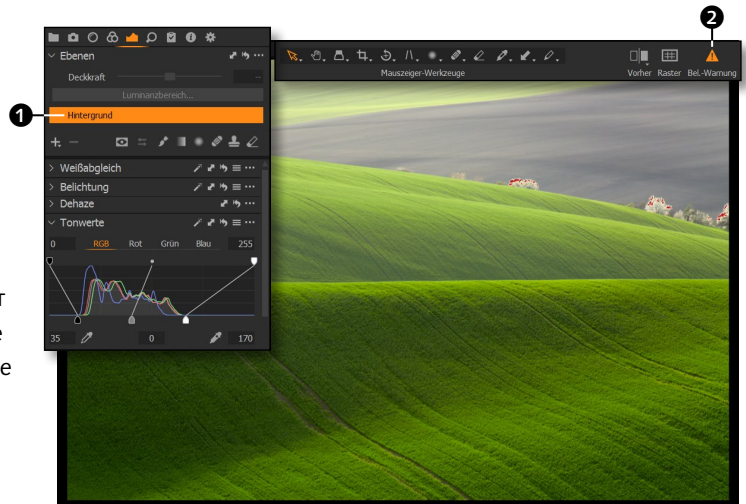 2
Ebenen
Deckkraft
Luminanzbereich...
Mauszeiger-Werkzeuge
Vorher Raster Bel.-Warnung
1
Hintergrund
Weißabgleich
Belichtung
Dehaze
Tonwerte
0 RGB Rot Grün Blau 255
35 0 170
T
e
e